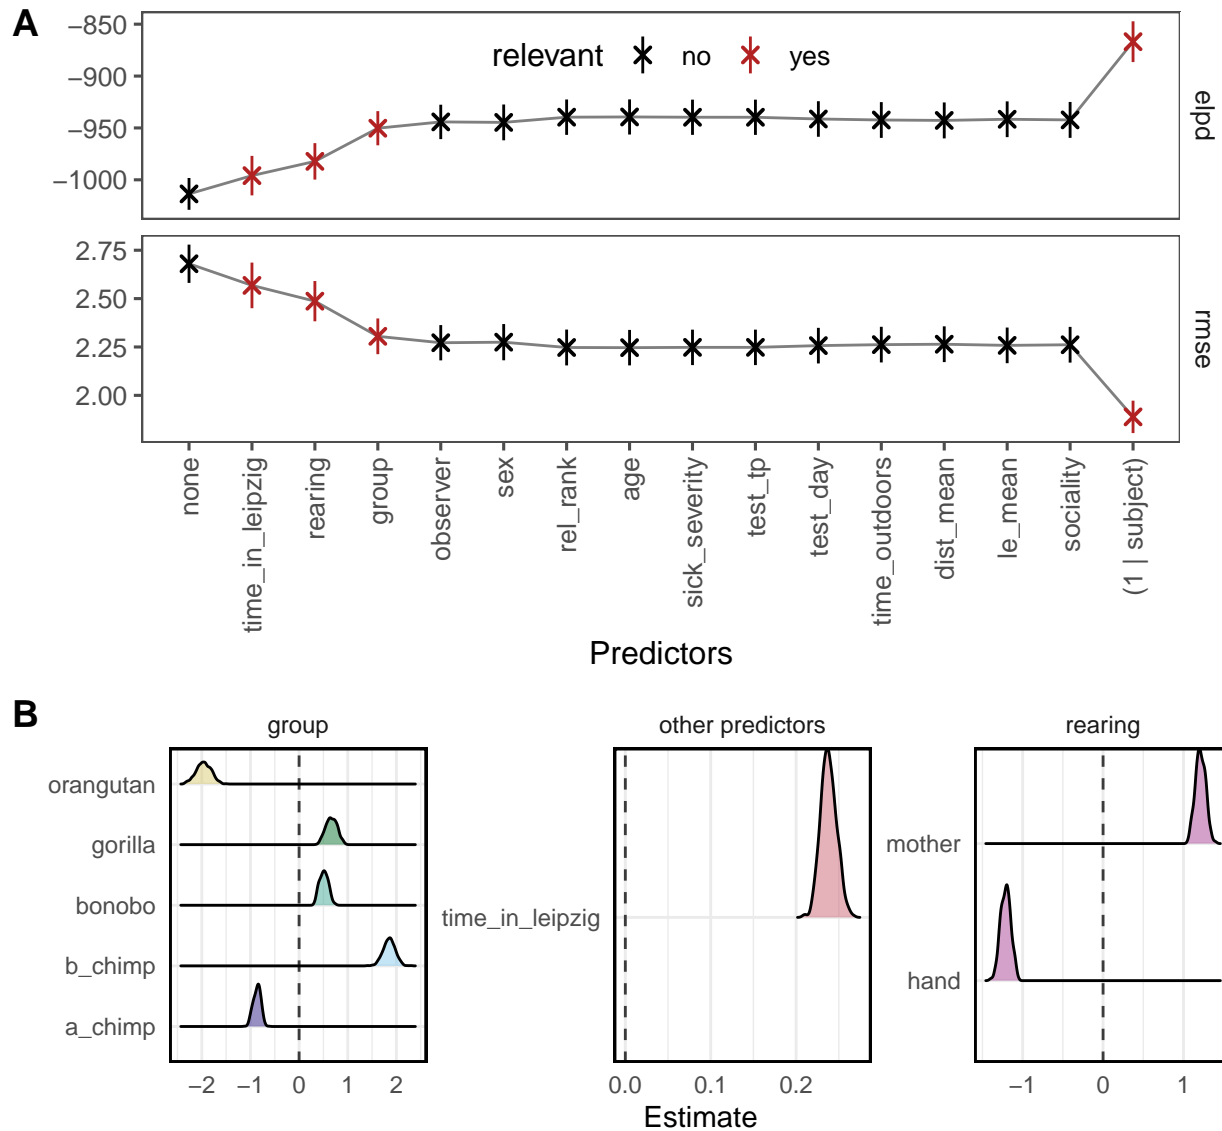 A
−850
−900
−950
−1000
relevant no yes
elpd
2.75
2.50
2.25
2.00
rmse
none
time_in_leipzig
rearing
group
observer
sex
rel_rank
age
sick_severity
test_tp
test_day
time_outdoors
dist_mean
le_mean
sociality
(1 | subject)
Predictors
B
group
orangutan
gorilla
bonobo
b_chimp
a_chimp
−2 −1 0 1 2
other predictors
time_in_leipzig
0.0 0.1 0.2
rearing
mother
hand
−1 0 1
Estimate